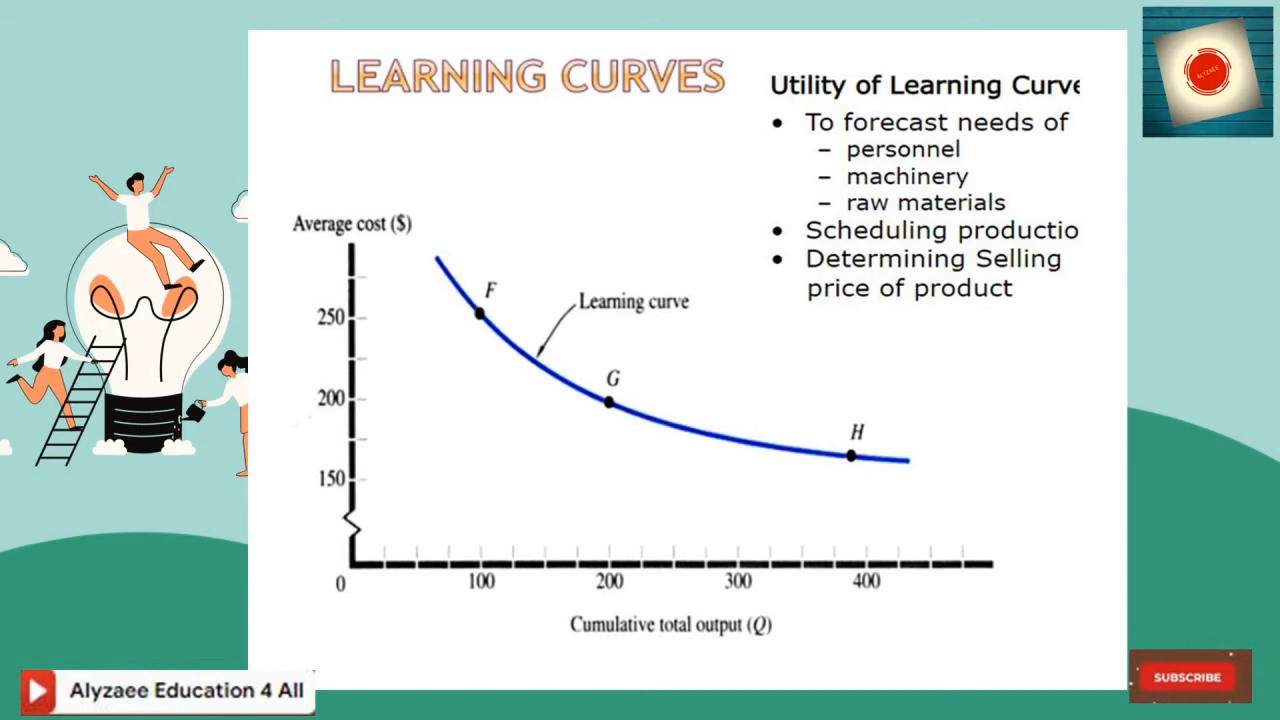 LEARNING CURVES
Utility of Learning Curve
• To forecast needs of
– personnel
– machinery
– raw materials
• Scheduling productio
• Determining Selling
price of product
Average cost ($)
F
Learning curve
250
G
200
H
150
0
100
200
300
400
Cumulative total output (Q)
ALYZAEE
Alyzaee Education 4 All
SUBSCRIBE